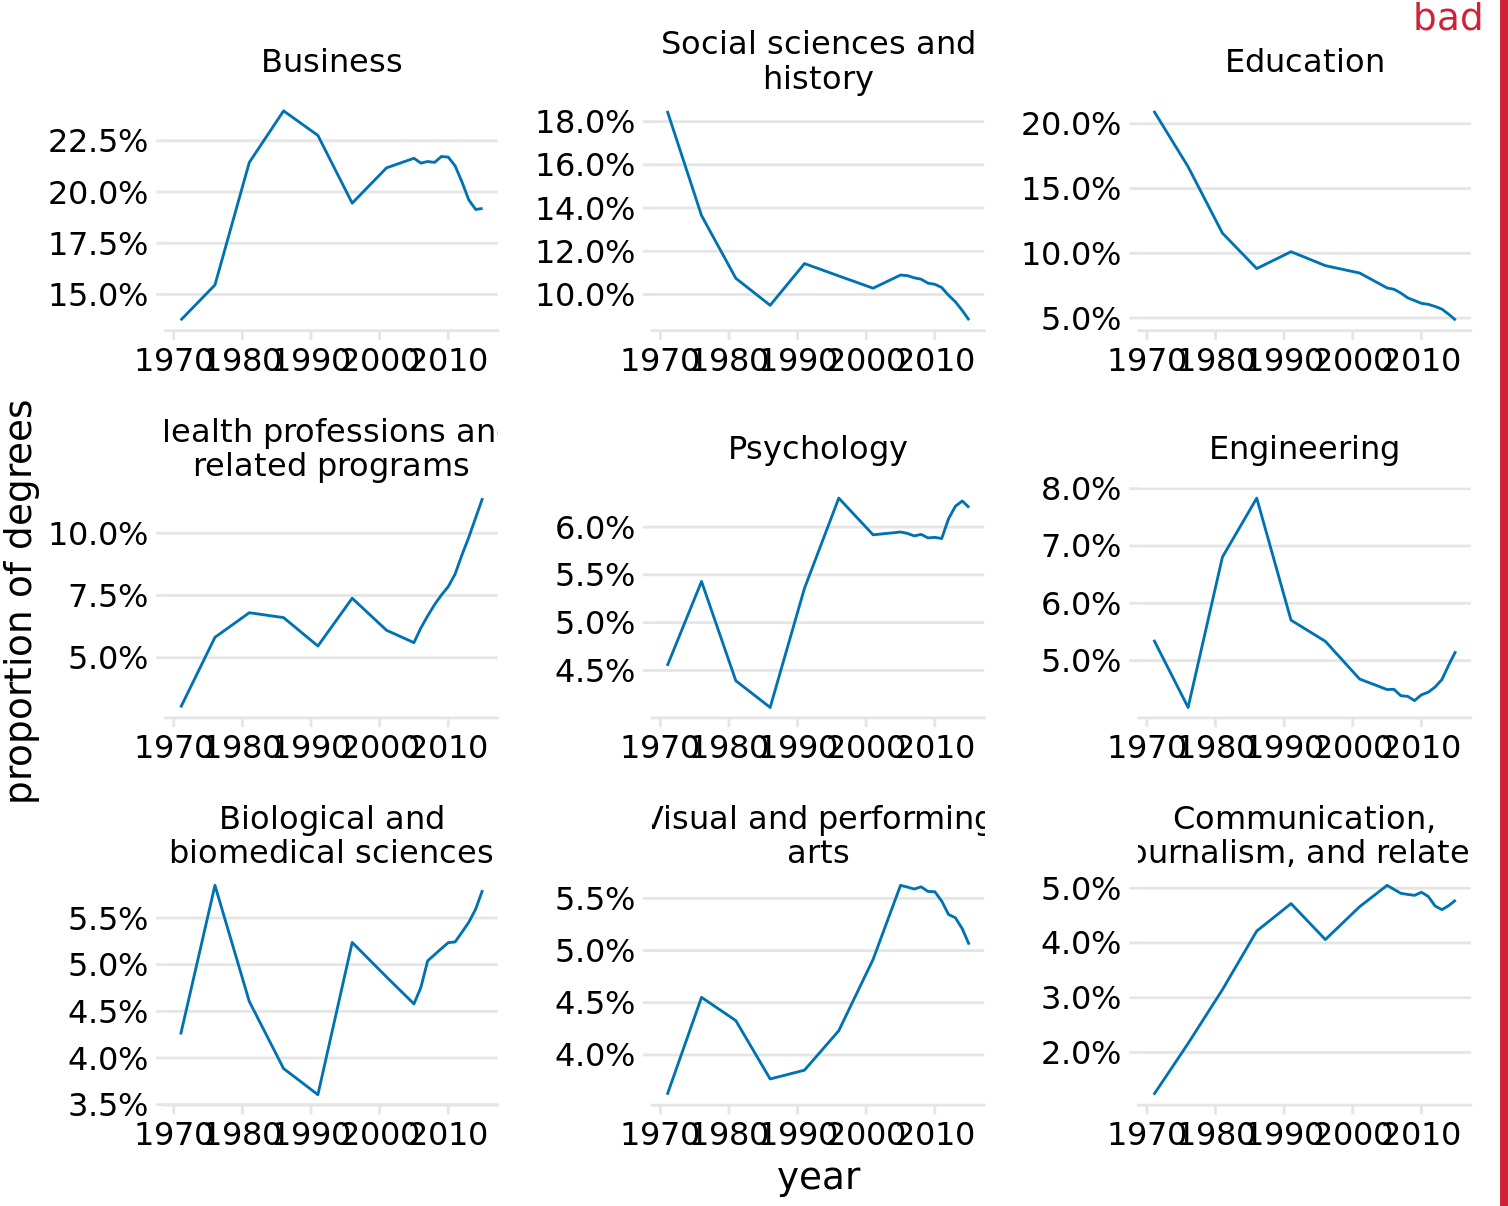 bad
Business
Social sciences and
history
Education
22.5%
20.0%
17.5%
15.0%
18.0%
16.0%
14.0%
12.0%
10.0%
20.0%
15.0%
10.0%
5.0%
1970 1980 1990 2000 2010
1970 1980 1990 2000 2010
1970 1980 1990 2000 2010
proportion of degrees
ealth professions an
related programs
Psychology
Engineering
10.0%
7.5%
5.0%
6.0%
5.5%
5.0%
4.5%
8.0%
7.0%
6.0%
5.0%
1970 1980 1990 2000 2010
1970 1980 1990 2000 2010
1970 1980 1990 2000 2010
Biological and
biomedical sciences
Visual and performing
arts
Communication,
ournalism, and relate
5.5%
5.0%
4.5%
4.0%
3.5%
5.5%
5.0%
4.5%
4.0%
5.0%
4.0%
3.0%
2.0%
1970 1980 1990 2000 2010
1970 1980 1990 2000 2010
1970 1980 1990 2000 2010
year